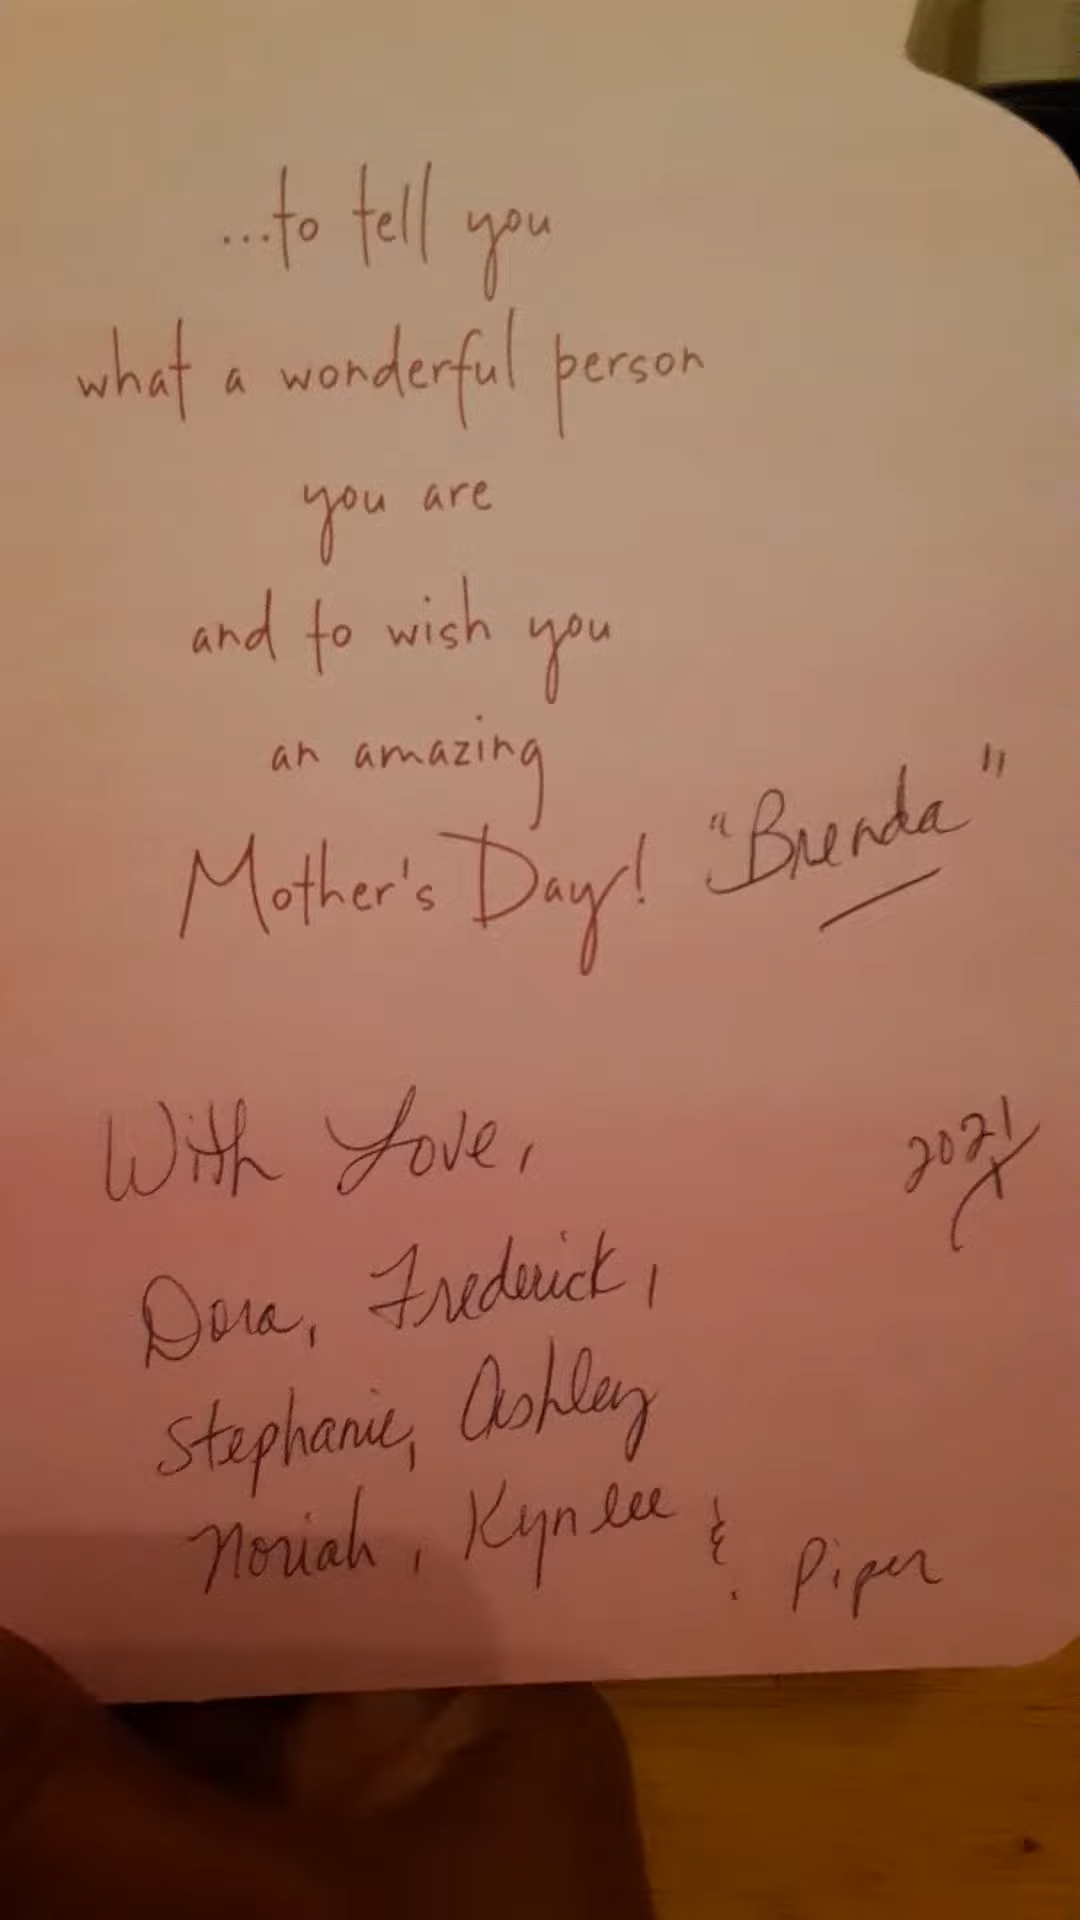 ...to tell you
what a wonderful person
you are
and to wish you
an amazing
Mother's Day! "Brenda"
With Love,
2021
Dora, Frederick,
Stephanie, Ashley
Noriah, Kynlee & Piper